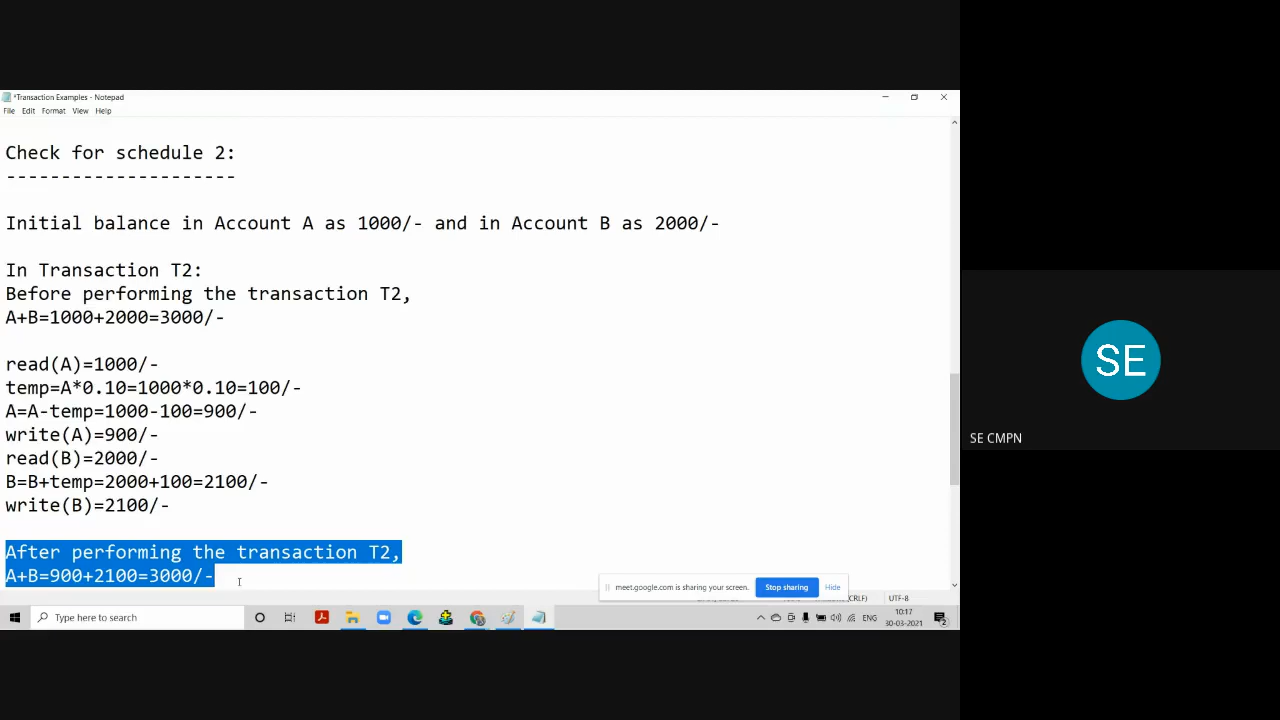 *Transaction Examples - Notepad
File Edit Format View Help
Check for schedule 2:
---------------------
Initial balance in Account A as 1000/- and in Account B as 2000/-
In Transaction T2:
Before performing the transaction T2,
A+B=1000+2000=3000/-
read(A)=1000/-
temp=A*0.10=1000*0.10=100/-
A=A-temp=1000-100=900/-
write(A)=900/-
read(B)=2000/-
B=B+temp=2000+100=2100/-
write(B)=2100/-
After performing the transaction T2,
A+B=900+2100=3000/-
SE
SE CMPN
meet.google.com is sharing your screen. Stop sharing Hide
(CRLF) UTF-8
Type here to search
ENG
10:17
30-03-2021
2